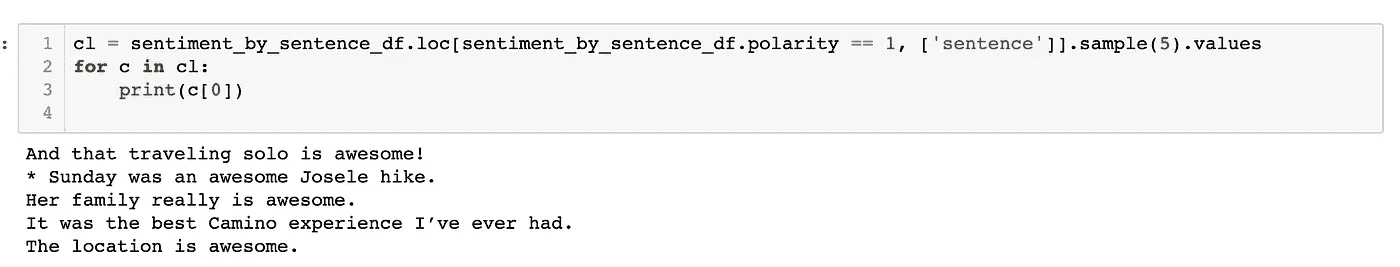 :
1 cl = sentiment_by_sentence_df.loc[sentiment_by_sentence_df.polarity == 1, ['sentence']].sample(5).values
2 for c in cl:
3     print(c[0])
4
And that traveling solo is awesome!
* Sunday was an awesome Josele hike.
Her family really is awesome.
It was the best Camino experience I’ve ever had.
The location is awesome.